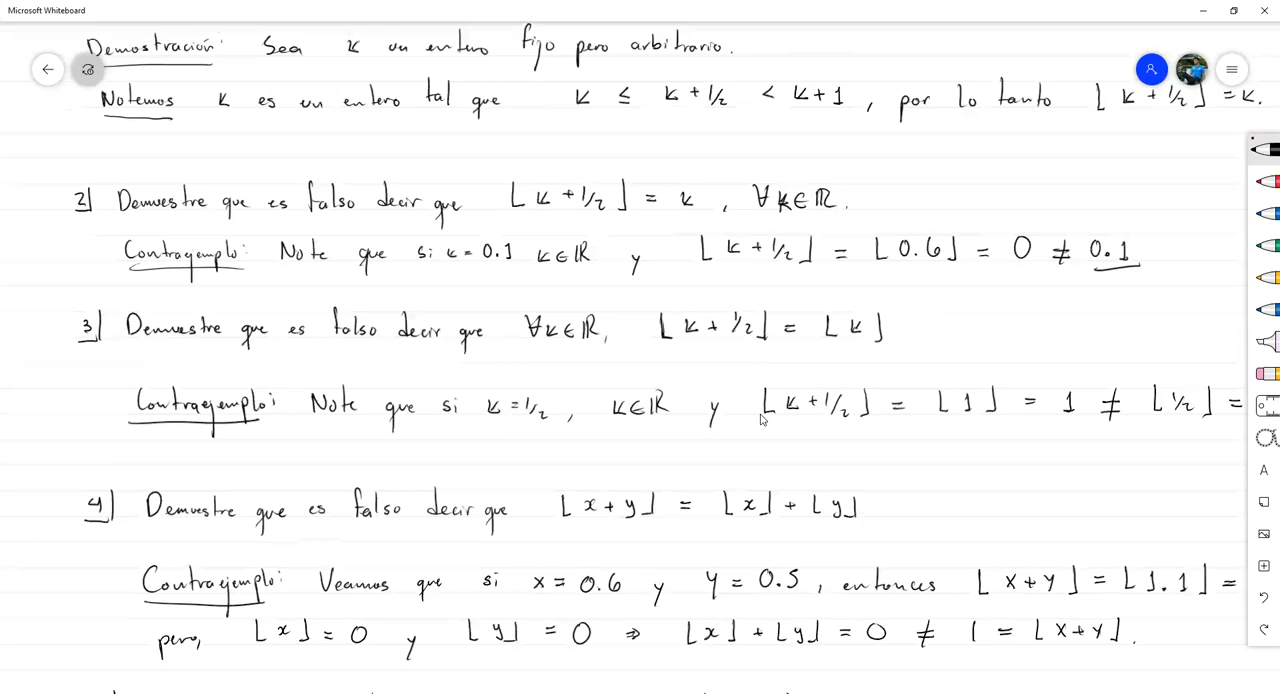 Microsoft Whiteboard
Demostración: Sea k un entero fijo pero arbitrario.
Notemos k es un entero tal que k ≤ k + 1/2 < k + 1, por lo tanto ⌊k + 1/2⌋ = k.
2) Demuestre que es falso decir que ⌊k + 1/2⌋ = k, ∀k∈ℝ.
Contraejemplo: Note que si k = 0.1 k∈ℝ y ⌊k + 1/2⌋ = ⌊0.6⌋ = 0 ≠ 0.1
3) Demuestre que es falso decir que ∀k∈ℝ, ⌊k + 1/2⌋ = ⌊k⌋
Contraejemplo: Note que si k = 1/2, k∈ℝ y ⌊k + 1/2⌋ = ⌊1⌋ = 1 ≠ ⌊1/2⌋ =
4) Demuestre que es falso decir que ⌊x + y⌋ = ⌊x⌋ + ⌊y⌋
Contraejemplo: Veamos que si x = 0.6 y y = 0.5, entonces ⌊x + y⌋ = ⌊1.1⌋ =
pero, ⌊x⌋ = 0 y ⌊y⌋ = 0 ⇒ ⌊x⌋ + ⌊y⌋ = 0 ≠ 1 = ⌊x + y⌋.